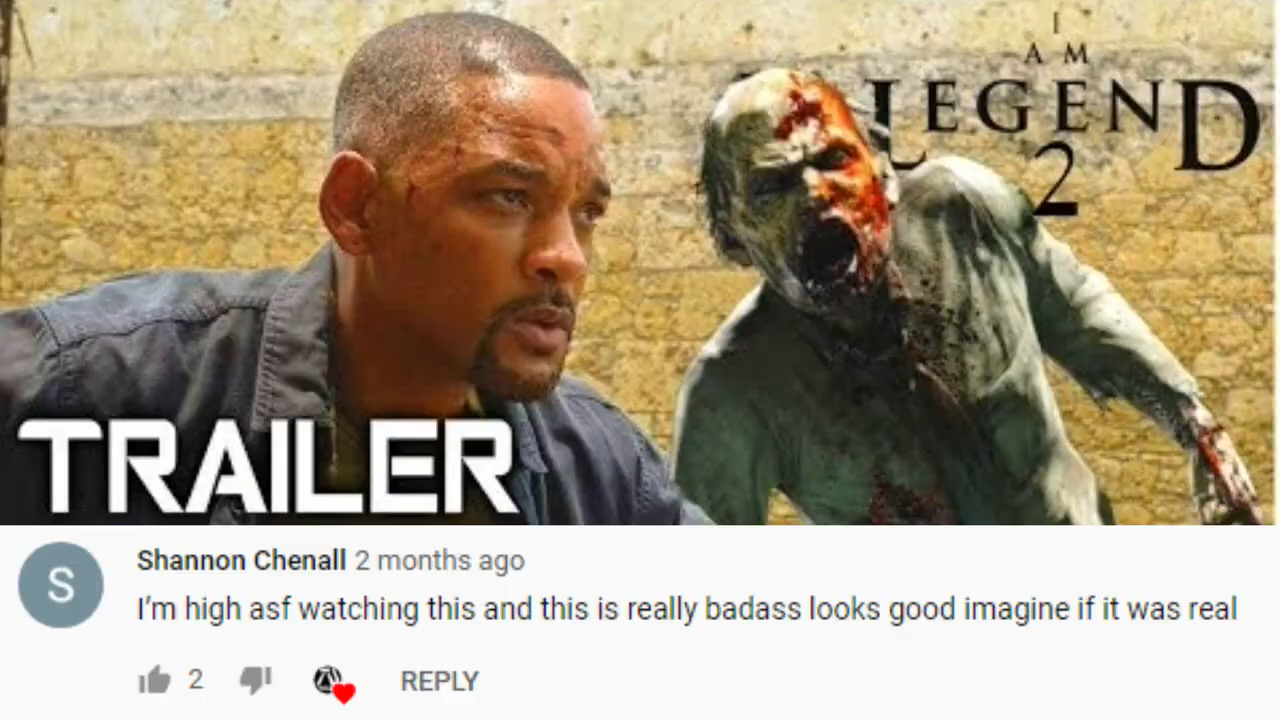 I
AM
LEGEND
2
TRAILER
S
Shannon Chenall 2 months ago
I'm high asf watching this and this is really badass looks good imagine if it was real
2
REPLY